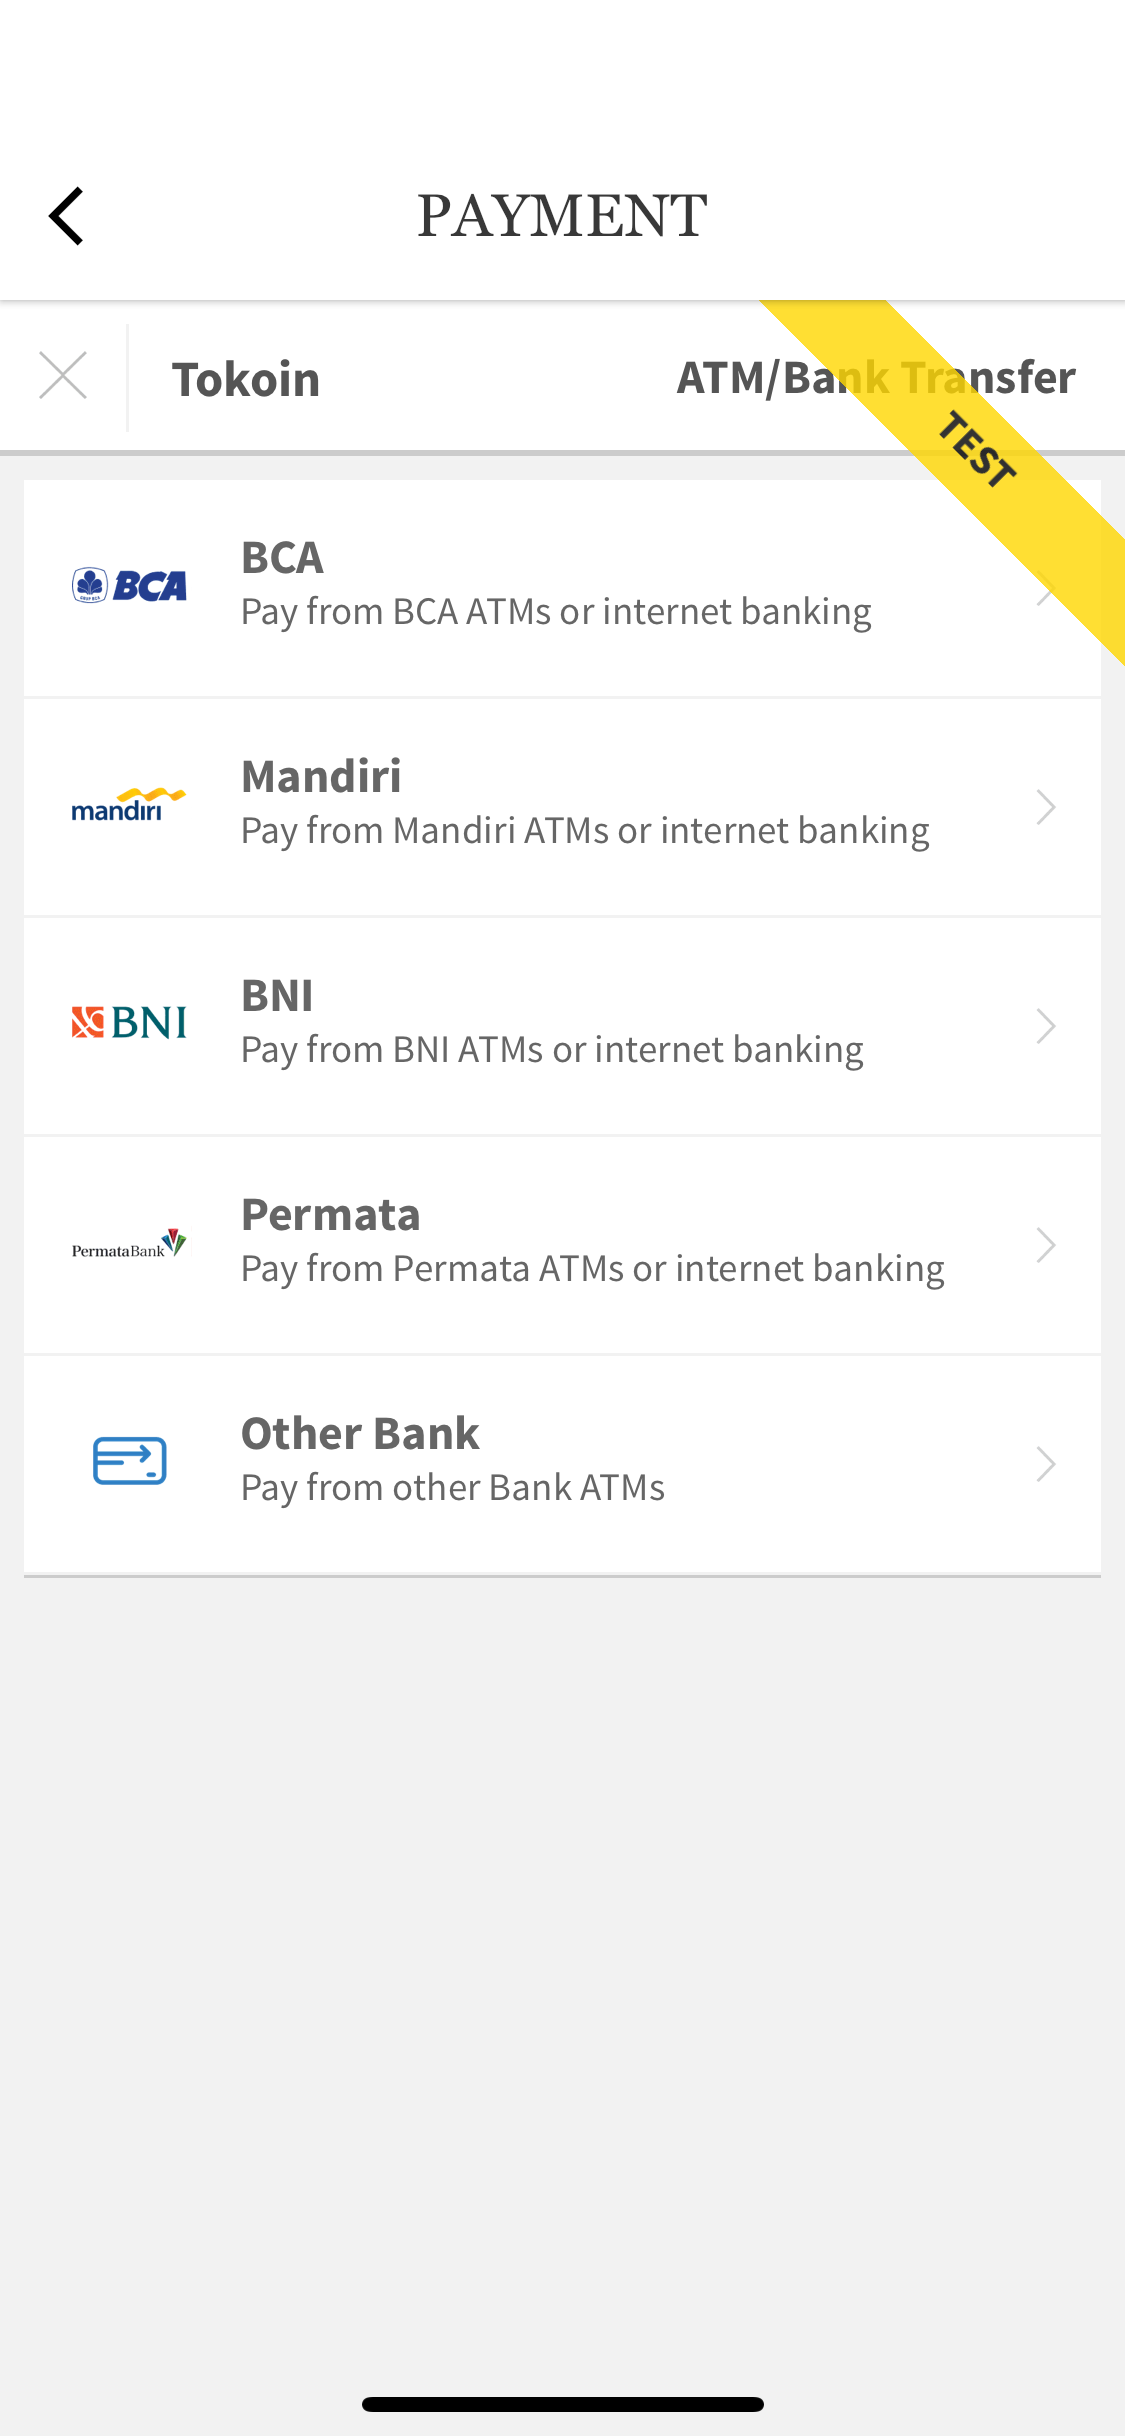 PAYMENT
Tokoin
ATM/Bank Transfer
TEST
BCA
BCA
Pay from BCA ATMs or internet banking
mandiri
Mandiri
Pay from Mandiri ATMs or internet banking
BNI
BNI
Pay from BNI ATMs or internet banking
PermataBank
Permata
Pay from Permata ATMs or internet banking
Other Bank
Pay from other Bank ATMs